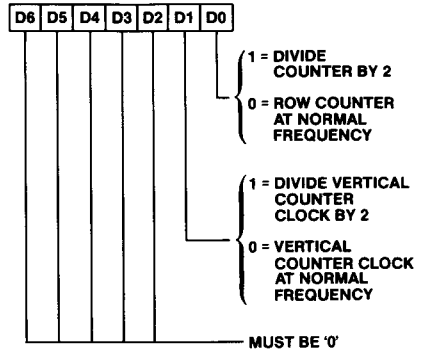 D6 D5 D4 D3 D2 D1 D0
1 = DIVIDE
COUNTER BY 2
0 = ROW COUNTER
AT NORMAL
FREQUENCY
1 = DIVIDE VERTICAL
COUNTER
CLOCK BY 2
0 = VERTICAL
COUNTER CLOCK
AT NORMAL
FREQUENCY
MUST BE '0'